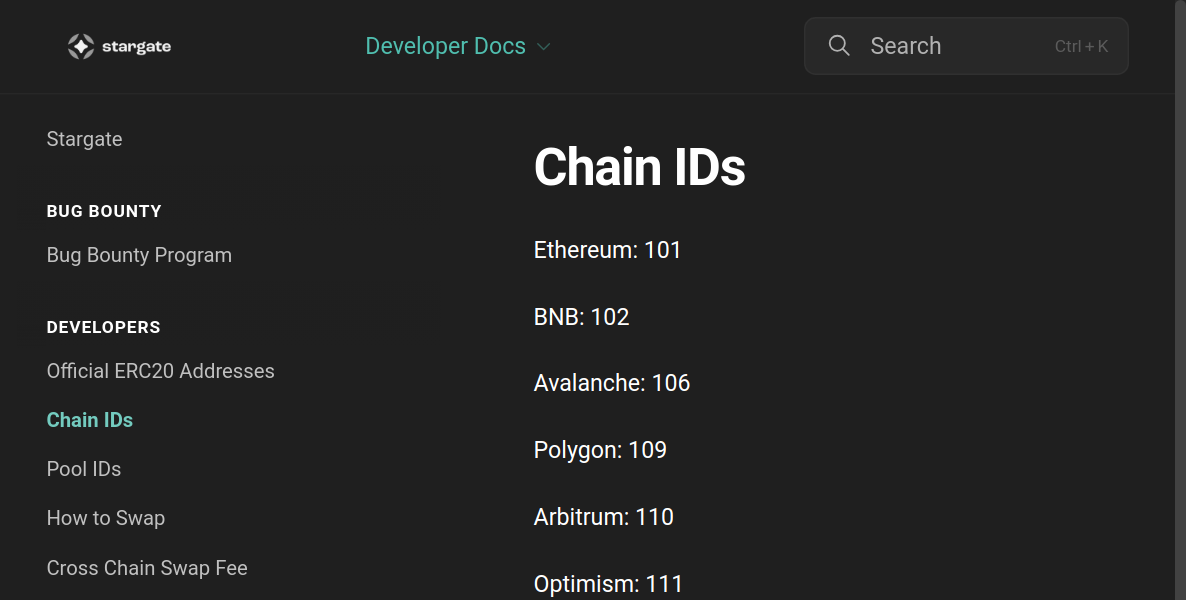 stargate
Developer Docs
Search
Ctrl + K
Stargate
BUG BOUNTY
Bug Bounty Program
DEVELOPERS
Official ERC20 Addresses
Chain IDs
Pool IDs
How to Swap
Cross Chain Swap Fee
Chain IDs
Ethereum: 101
BNB: 102
Avalanche: 106
Polygon: 109
Arbitrum: 110
Optimism: 111